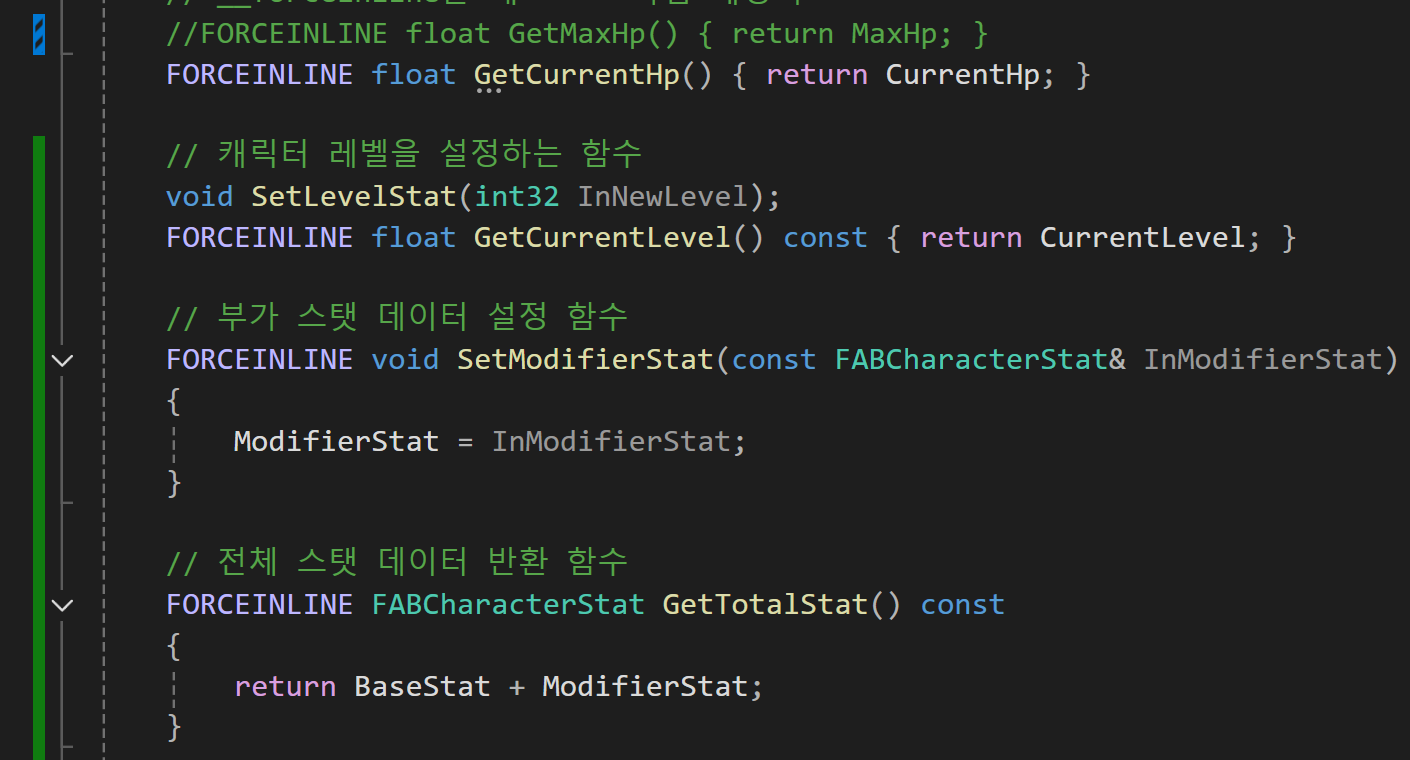 //FORCEINLINE float GetMaxHp() { return MaxHp; }
FORCEINLINE float GetCurrentHp() { return CurrentHp; }
// 캐릭터 레벨을 설정하는 함수
void SetLevelStat(int32 InNewLevel);
FORCEINLINE float GetCurrentLevel() const { return CurrentLevel; }
// 부가 스탯 데이터 설정 함수
FORCEINLINE void SetModifierStat(const FABCharacterStat& InModifierStat)
{
ModifierStat = InModifierStat;
}
// 전체 스탯 데이터 반환 함수
FORCEINLINE FABCharacterStat GetTotalStat() const
{
return BaseStat + ModifierStat;
}